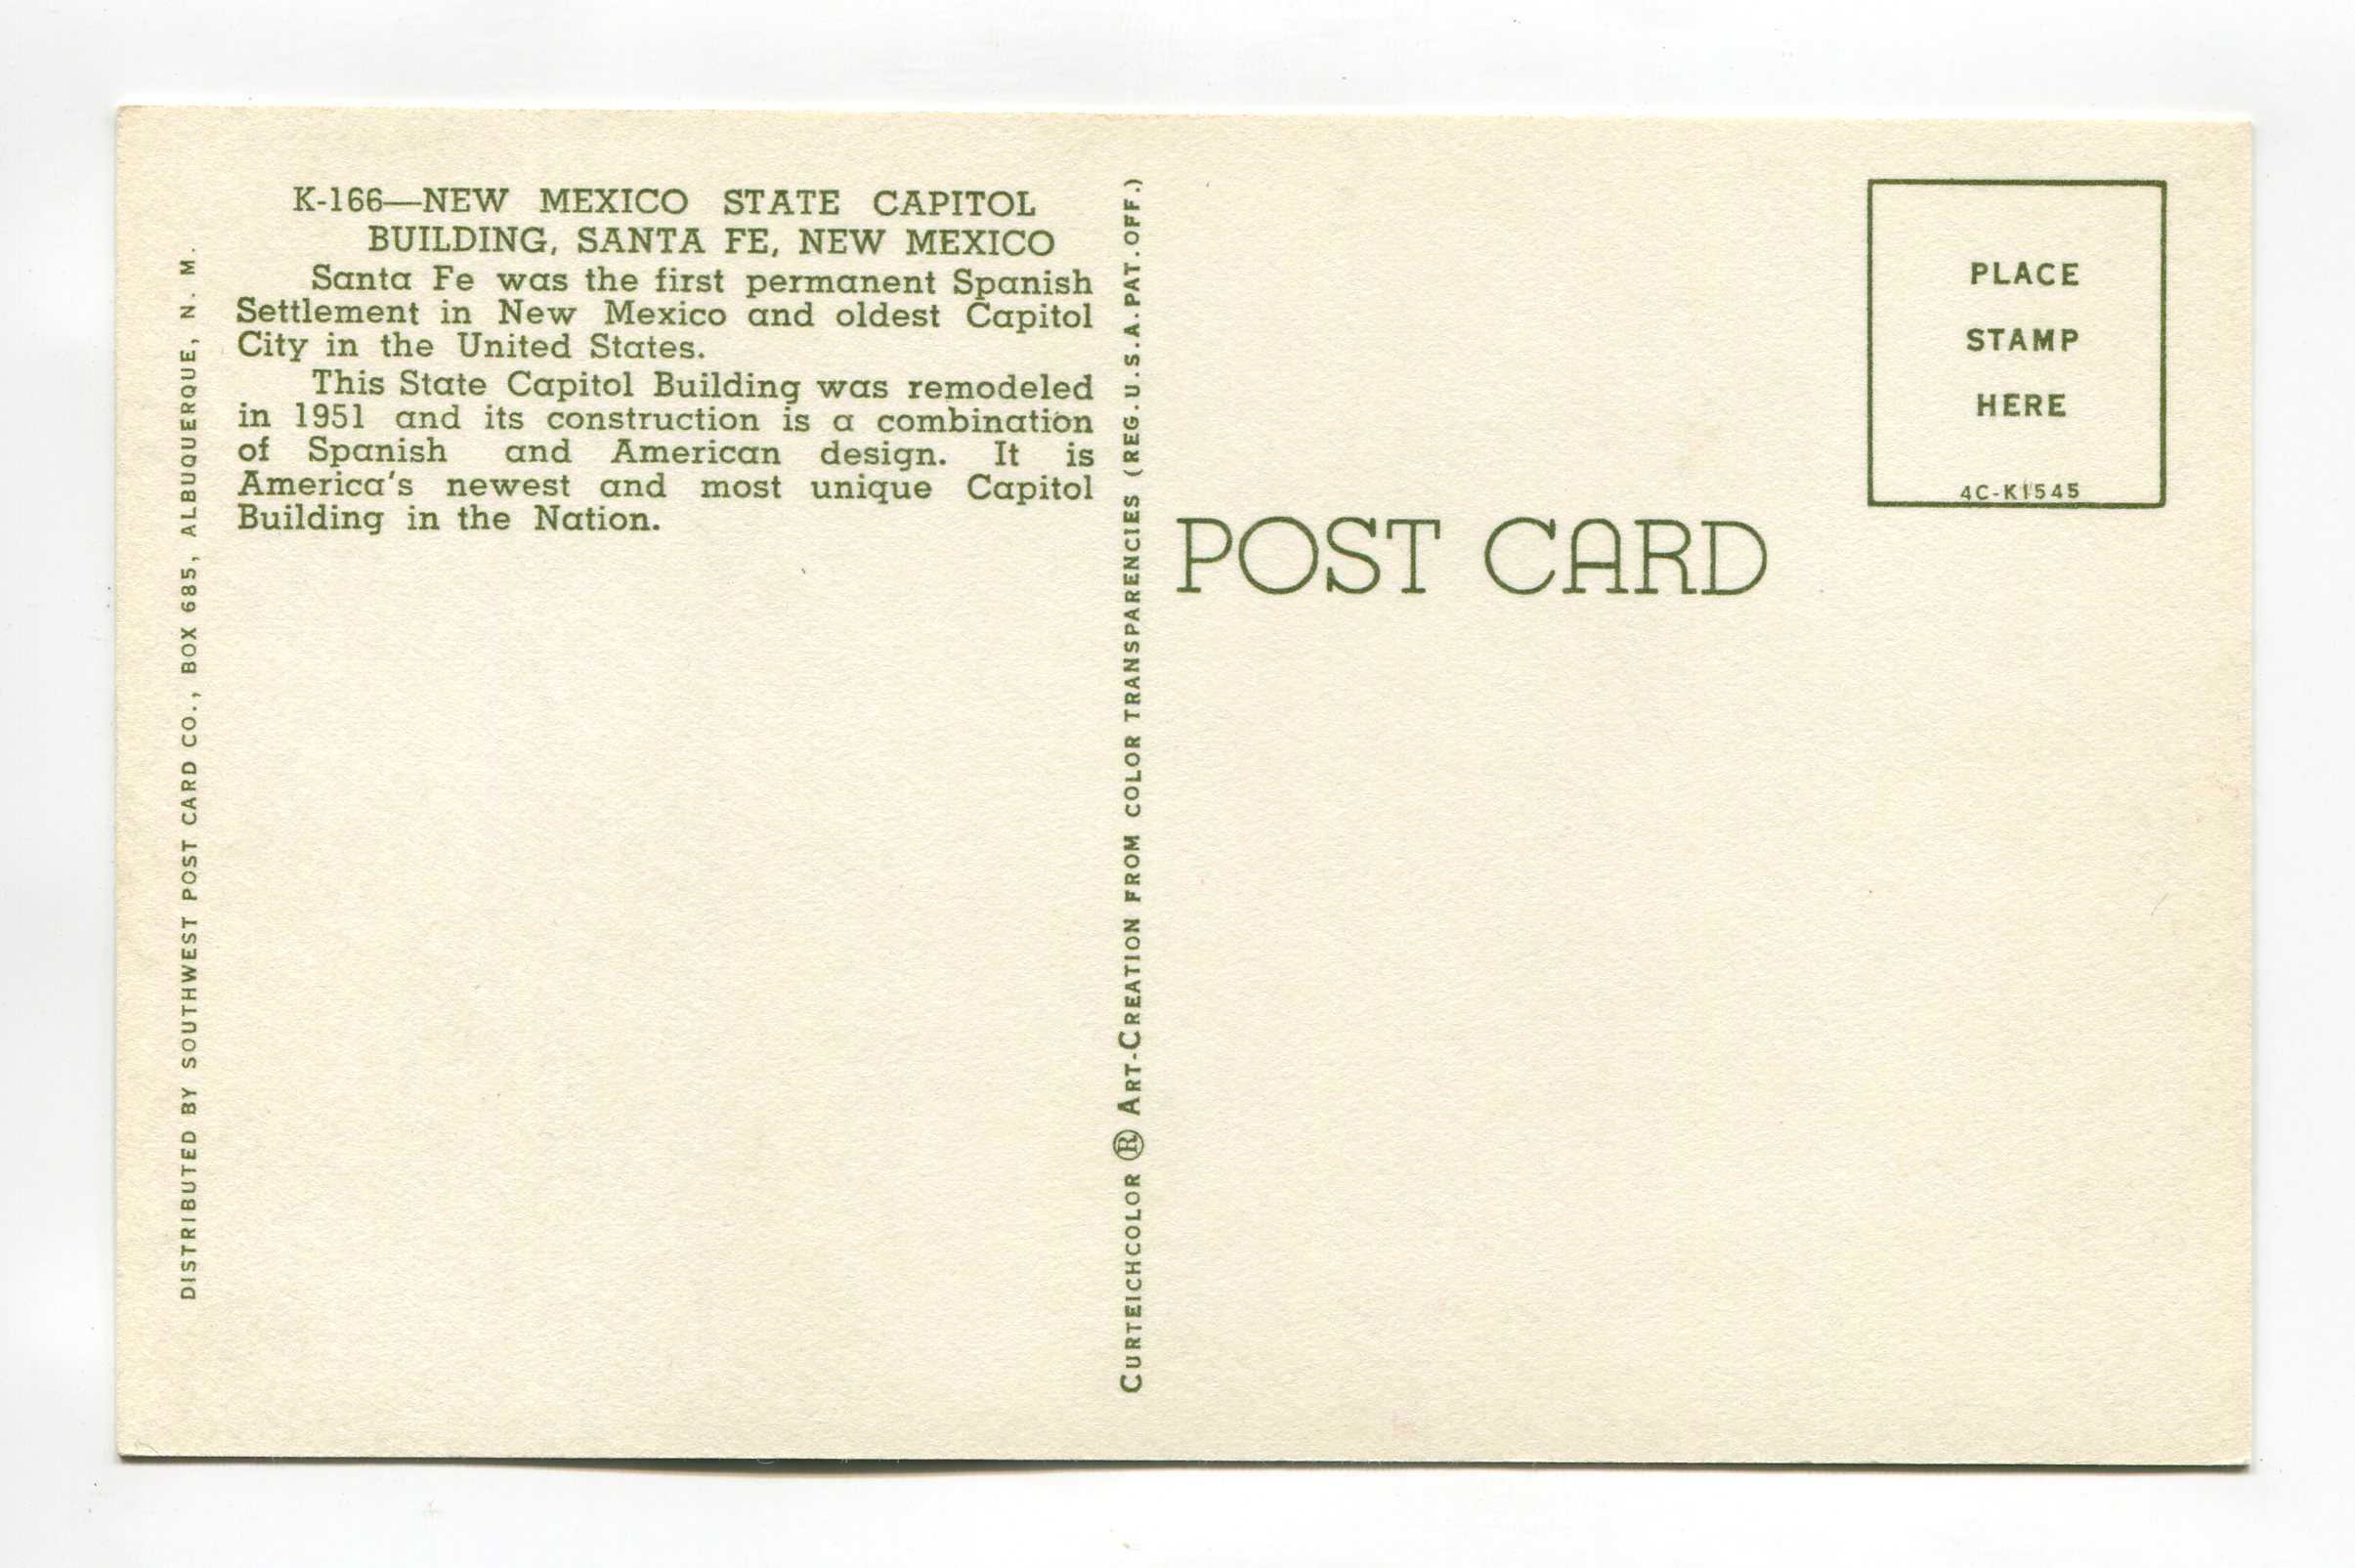 K-166—NEW MEXICO STATE CAPITOL
BUILDING, SANTA FE, NEW MEXICO
Santa Fe was the first permanent Spanish
Settlement in New Mexico and oldest Capitol
City in the United States.
This State Capitol Building was remodeled
in 1951 and its construction is a combination
of Spanish and American design. It is
America's newest and most unique Capitol
Building in the Nation.
DISTRIBUTED BY SOUTHWEST POST CARD CO., BOX 685, ALBUQUERQUE, N. M.
CURTEICHCOLOR ® ART-CREATION FROM COLOR TRANSPARENCIES (REG.U.S.A.PAT.OFF.)
POST CARD
PLACE
STAMP
HERE
4C-K1545